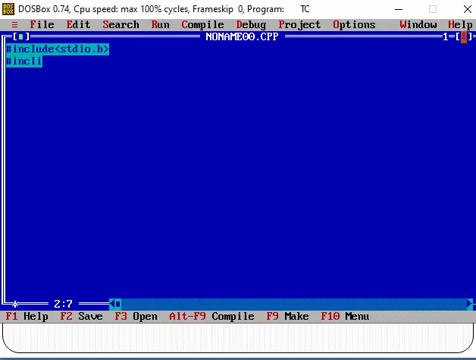 DOSBox 0.74, Cpu speed: max 100% cycles, Frameskip 0, Program: TC
≡ File Edit Search Run Compile Debug Project Options Window Help
NONAME00.CPP 1
#include<stdio.h>
#incli
2:7
F1 Help F2 Save F3 Open Alt-F9 Compile F9 Make F10 Menu